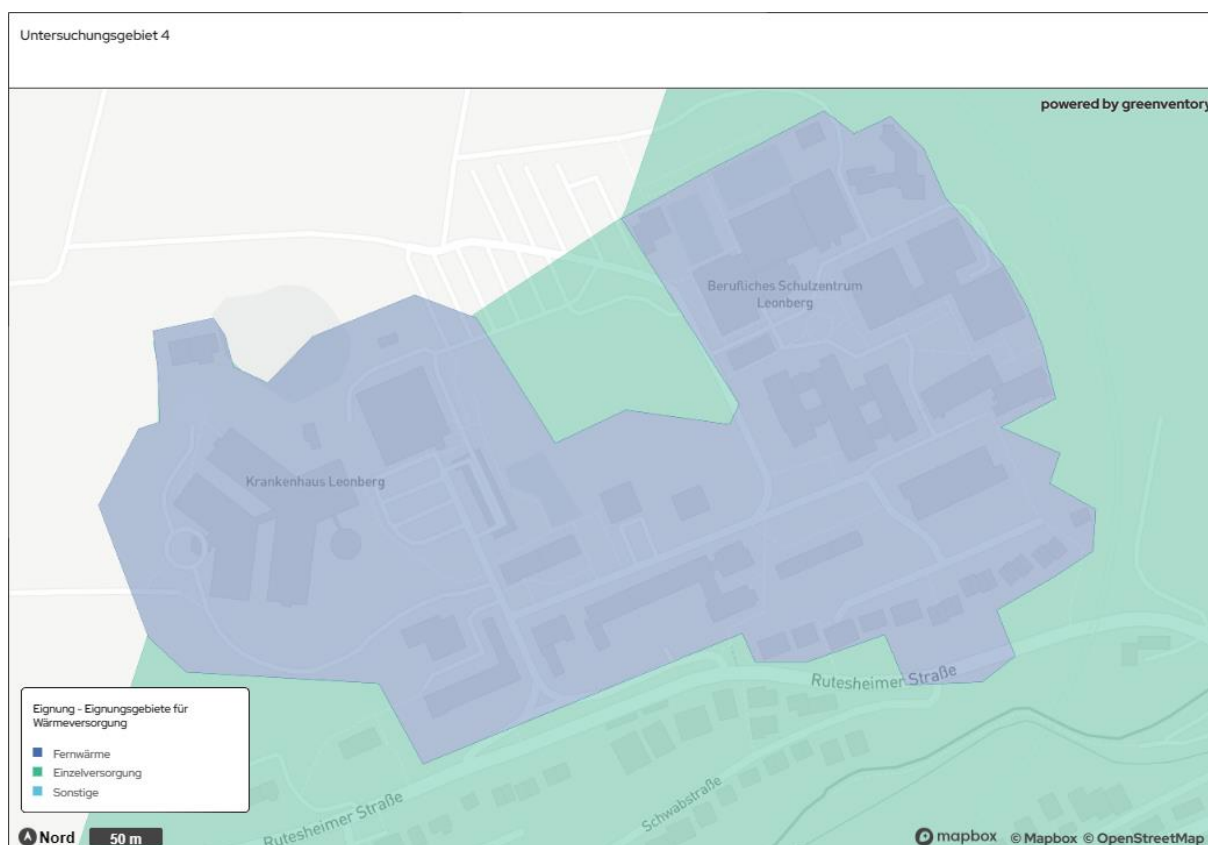 Untersuchungsgebiet 4
powered by greenventory
Berufliches Schulzentrum
Leonberg
Krankenhaus Leonberg
Rutesheimer Straße
Eignung - Eignungsgebiete für
Wärmeversorgung
Fernwärme
Einzelversorgung
Sonstige
Schwabstraße
Rutesheimer Straße
Nord
50 m
mapbox © Mapbox © OpenStreetMap